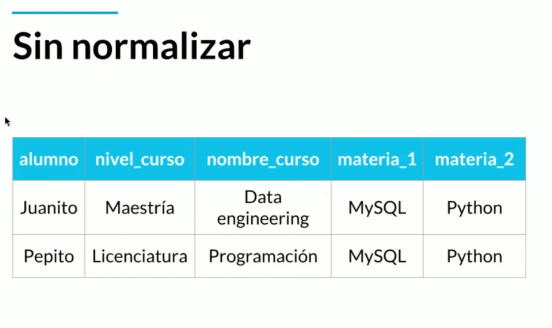 Sin normalizar
alumno nivel_curso nombre_curso materia_1 materia_2
Juanito Maestría Data engineering MySQL Python
Pepito Licenciatura Programación MySQL Python